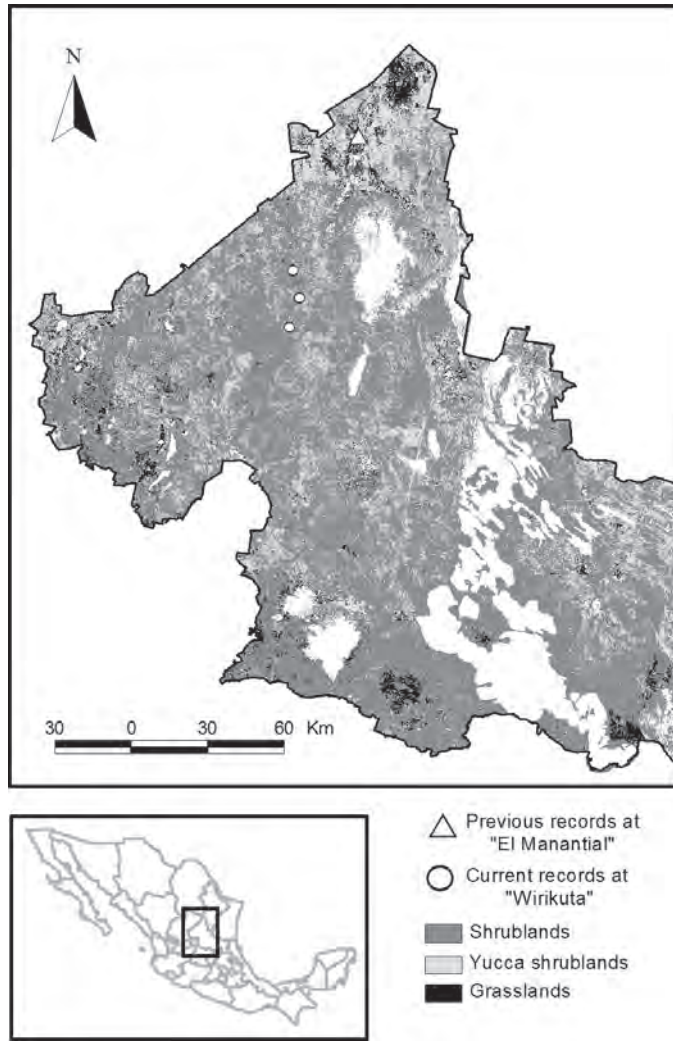 N
30 0 30 60 Km
Previous records at
"El Manantial"
Current records at
"Wirikuta"
Shrublands
Yucca shrublands
Grasslands